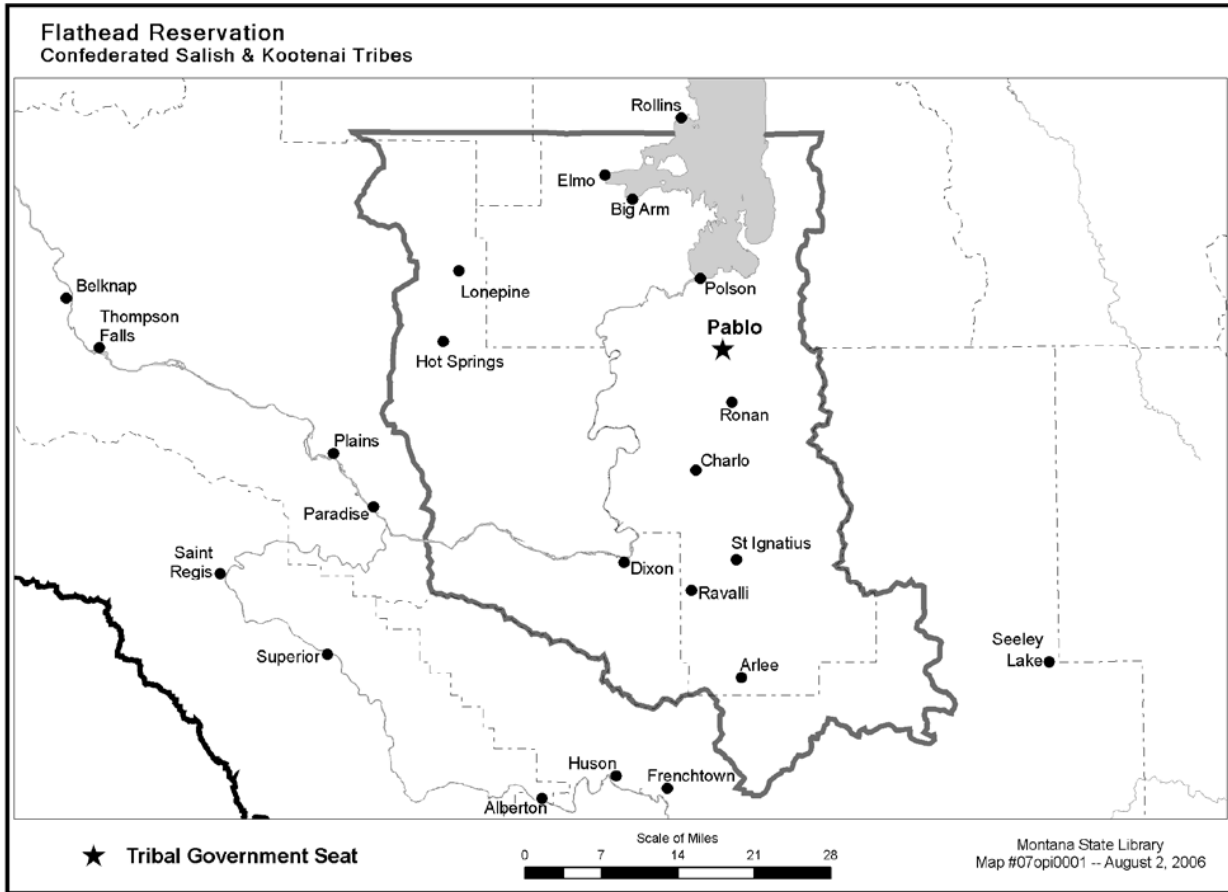 Flathead Reservation
Confederated Salish & Kootenai Tribes
Rollins
Elmo
Big Arm
Lonepine
Polson
Belknap
Thompson
Falls
Pablo
Hot Springs
Ronan
Plains
Charlo
Paradise
St Ignatius
Saint
Regis
Dixon
Ravalli
Superior
Arlee
Seeley
Lake
Huson
Frenchtown
Alberton
★ Tribal Government Seat
Scale of Miles
0 7 14 21 28
Montana State Library
Map #07opi0001 -- August 2, 2006